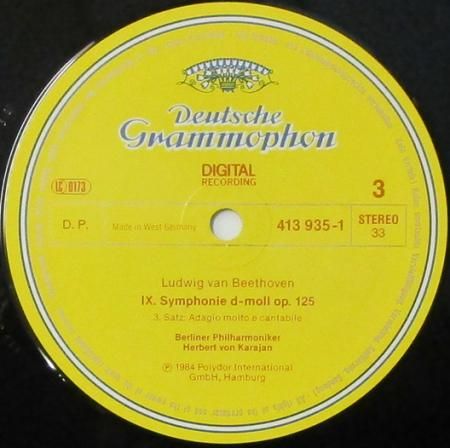 Deutsche
Grammophon
DIGITAL
RECORDING
LC 0173
3
D. P.
Made in West Germany
413 935-1
STEREO
33
Ludwig van Beethoven
IX. Symphonie d-moll op. 125
3. Satz: Adagio molto e cantabile
Berliner Philharmoniker
Herbert von Karajan
℗ 1984 Polydor International
GmbH, Hamburg